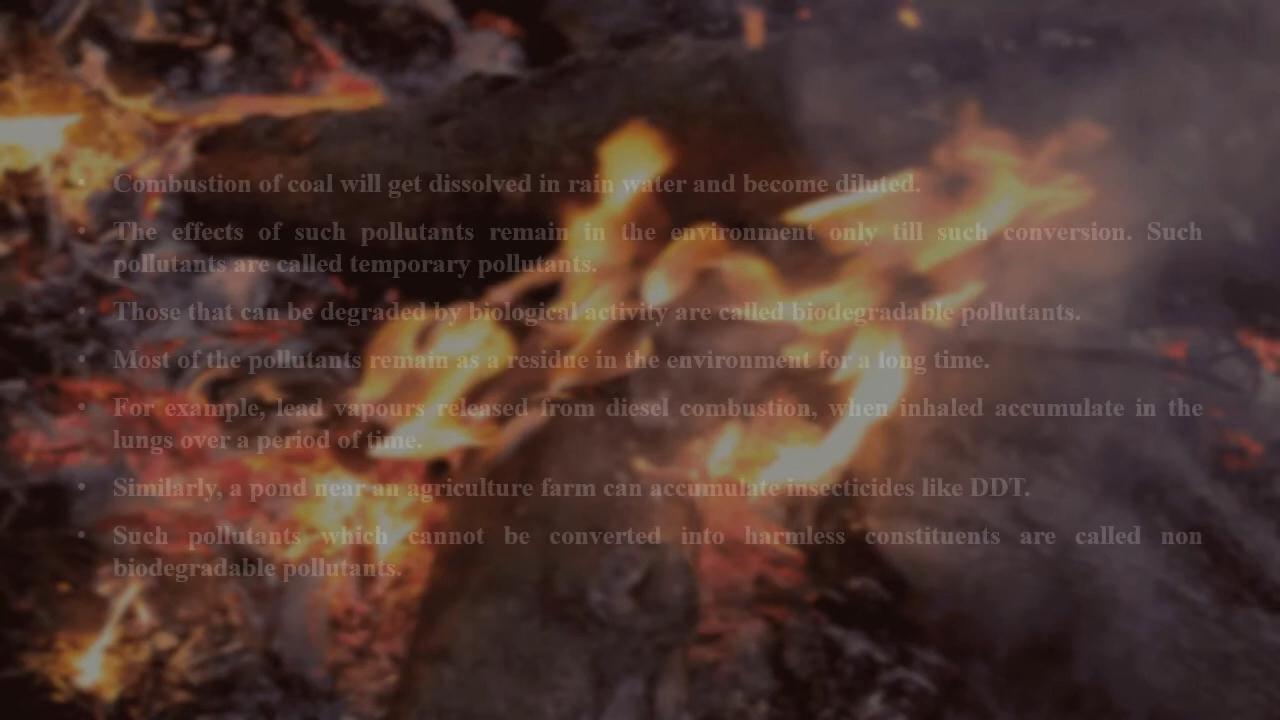 • Combustion of coal will get dissolved in rain water and become diluted.
• The effects of such pollutants remain in the environment only till such conversion. Such
pollutants are called temporary pollutants.
• Those that can be degraded by biological activity are called biodegradable pollutants.
• Most of the pollutants remain as a residue in the environment for a long time.
• For example, lead vapours released from diesel combustion, when inhaled accumulate in the
lungs over a period of time.
• Similarly, a pond near an agriculture farm can accumulate insecticides like DDT.
• Such pollutants which cannot be converted into harmless constituents are called non
biodegradable pollutants.